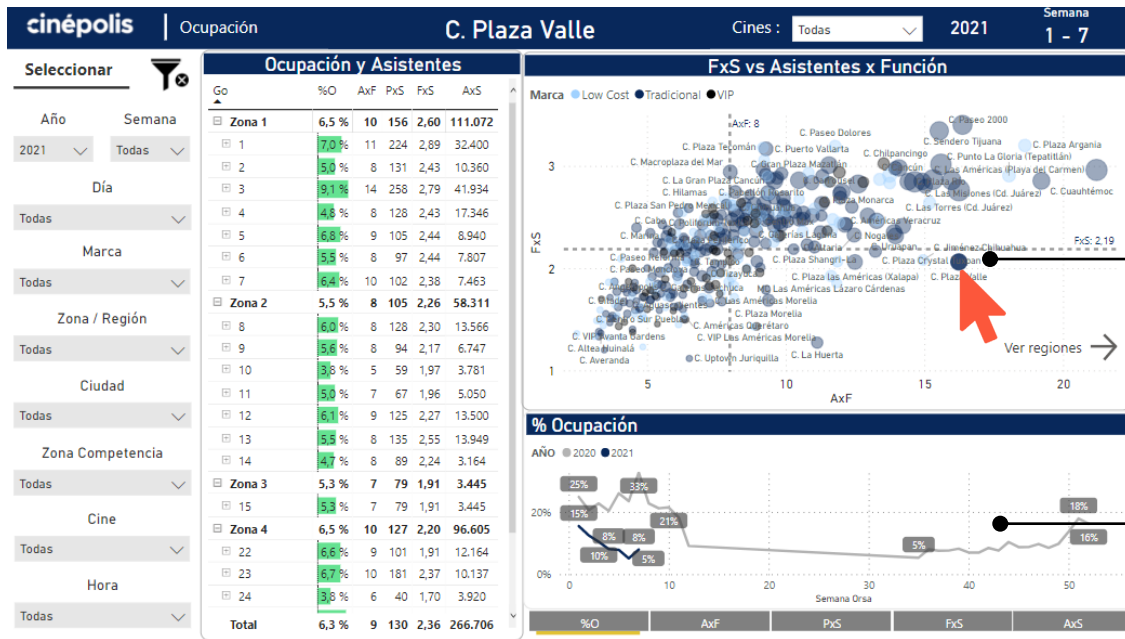 cinépolis
Ocupación
C. Plaza Valle
Cines :
Todas
2021
Semana
1 - 7
Seleccionar
Año
Semana
2021
Todas
Día
Todas
Marca
Todas
Zona / Región
Todas
Ciudad
Todas
Zona Competencia
Todas
Cine
Todas
Hora
Todas
Ocupación y Asistentes
Go %O AxF PxS FxS AxS
Zona 1 6,5 % 10 156 2,60 111.072
1 7,0 % 11 224 2,89 32.400
2 5,0 % 8 131 2,43 10.360
3 9,1 % 14 258 2,79 41.934
4 4,8 % 8 128 2,43 17.346
5 6,8 % 9 105 2,44 8.940
6 5,5 % 8 97 2,44 7.807
7 6,4 % 10 102 2,38 7.463
Zona 2 5,5 % 8 105 2,26 58.311
8 6,0 % 8 128 2,30 13.566
9 5,6 % 8 94 2,17 6.747
10 3,8 % 5 59 1,97 3.781
11 5,0 % 7 67 1,96 5.050
12 6,1 % 9 125 2,27 13.500
13 5,5 % 8 135 2,55 13.949
14 4,7 % 8 89 2,24 3.164
Zona 3 5,3 % 7 79 1,91 3.445
15 5,3 % 7 79 1,91 3.445
Zona 4 6,5 % 10 127 2,20 96.605
22 6,6 % 9 101 1,91 12.164
23 6,7 % 10 181 2,37 10.137
24 3,8 % 6 40 1,70 3.920
Total 6,3 % 9 130 2,36 266.706
FxS vs Asistentes x Función
Marca Low Cost Tradicional VIP
AxF: 8
C. Paseo 2000
C. Paseo Dolores
C. Sendero Tijuana
C. Plaza Tecomán
C. Puerto Vallarta
C. Plaza Argania
C. Chilpancingo
C. Punto La Gloria (Tepatitlán)
C. Macroplaza del Mar
C. Gran Plaza Mazatlán
C. Las Américas (Playa del Carmen)
C. La Gran Plaza Cancún
C. Hilamas
C. Pabellón Rosarito
C. Las Misiones (Cd. Juárez)
C. Cuauhtémoc
Plaza Monarca
C. Plaza San Pedro
C. Las Torres (Cd. Juárez)
C. Américas Veracruz
C. Nogales
FxS: 2,19
C. Uruapan
C. Jiménez Chihuahua
C. Plaza Shangri-La
C. Plaza Crystal
C. Plaza las Américas (Xalapa)
C. Plaza Valle
MC Las Américas Lázaro Cárdenas
Las Américas Morelia
C. Plaza Morelia
C. Américas Querétaro
C. VIP Avanta Gardens
C. VIP Las Américas Morelia
C. Altea Huinalá
C. Averanda
C. Uptown Juriquilla
C. La Huerta
Ver regiones
FxS
3
2
1
5 10 15 20
AxF
% Ocupación
AÑO 2020 2021
25%
33%
15%
21%
8%
8%
10%
5%
5%
18%
16%
20%
0%
0 10 20 30 40 50
Semana Orsa
%O AxF PxS FxS AxS